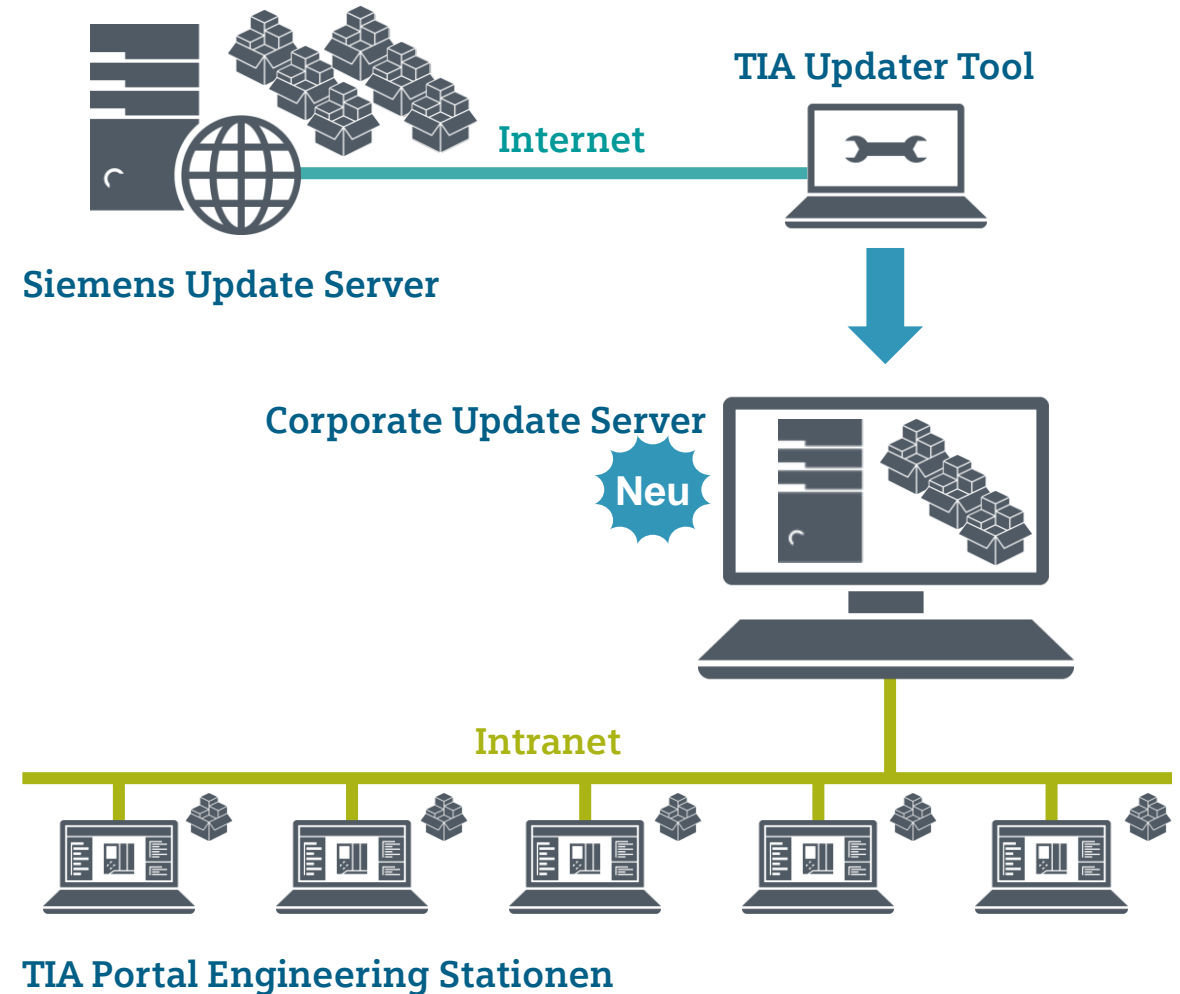 TIA Updater Tool
Internet
Siemens Update Server
Corporate Update Server
Neu
Intranet
TIA Portal Engineering Stationen